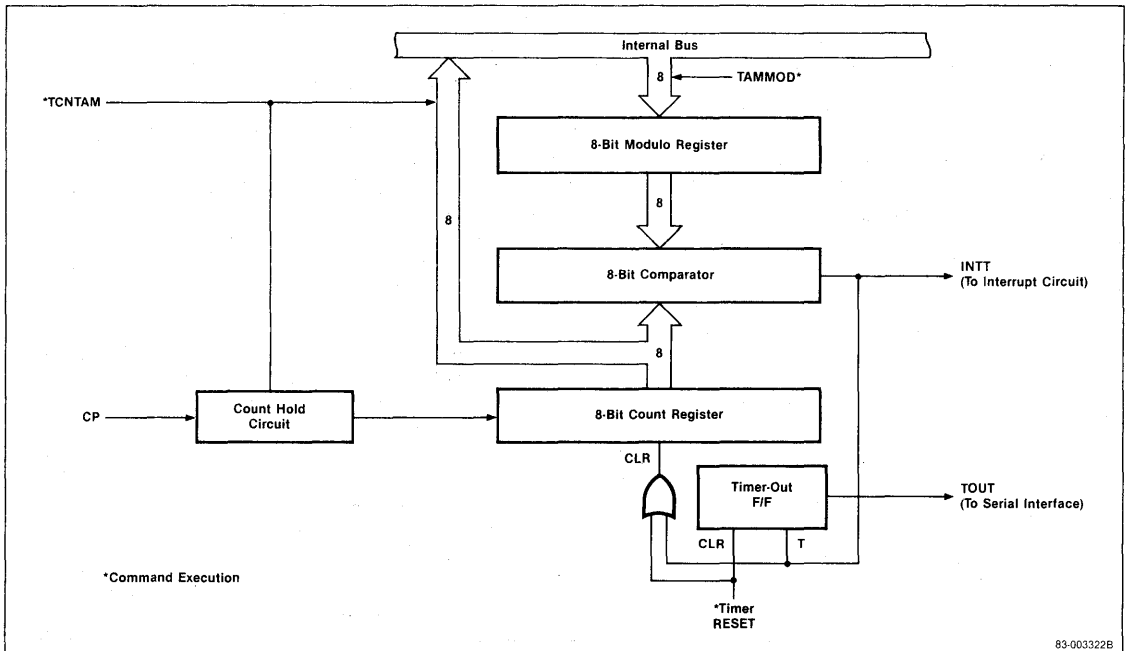 Internal Bus
8
TAMMOD*
*TCNTAM
8-Bit Modulo Register
8
8
8-Bit Comparator
INTT
(To Interrupt Circuit)
8
CP
Count Hold
Circuit
8-Bit Count Register
CLR
Timer-Out
F/F
TOUT
(To Serial Interface)
CLR
T
*Command Execution
*Timer
RESET
83-003322B